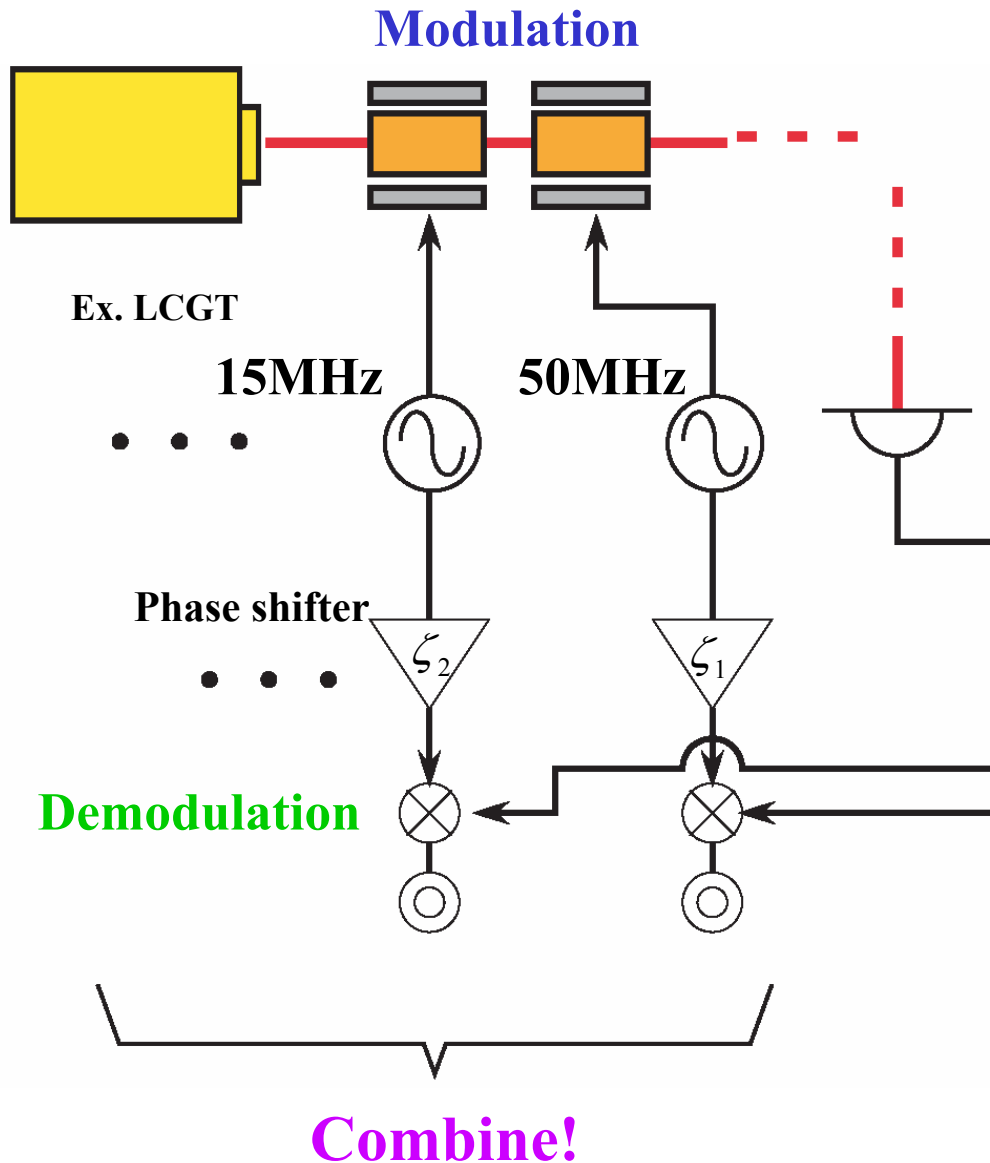 Modulation
Ex. LCGT
15MHz 50MHz
Phase shifter
ζ2 ζ1
Demodulation
Combine!